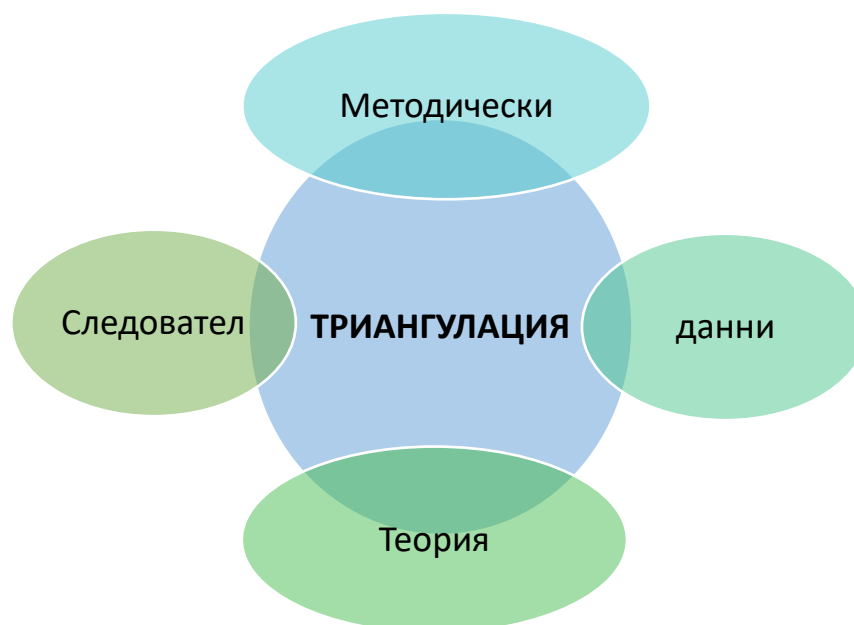 Методически
Следовател
ТРИАНГУЛАЦИЯ
данни
Теория